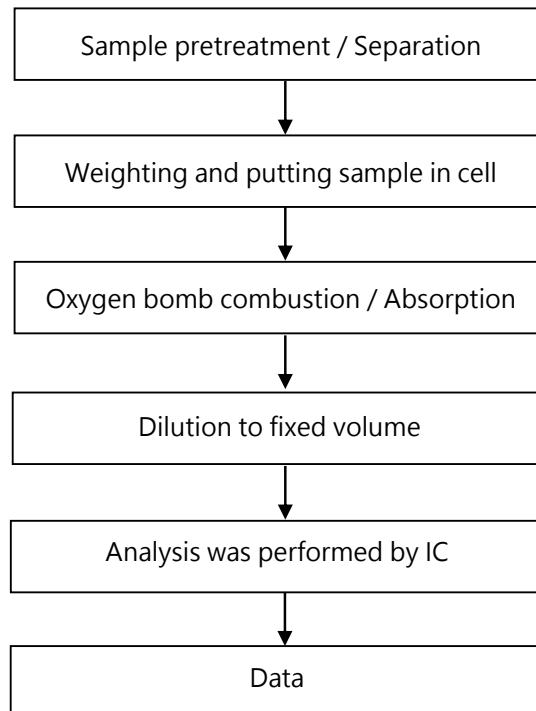 Sample pretreatment / Separation
Weighting and putting sample in cell
Oxygen bomb combustion / Absorption
Dilution to fixed volume
Analysis was performed by IC
Data